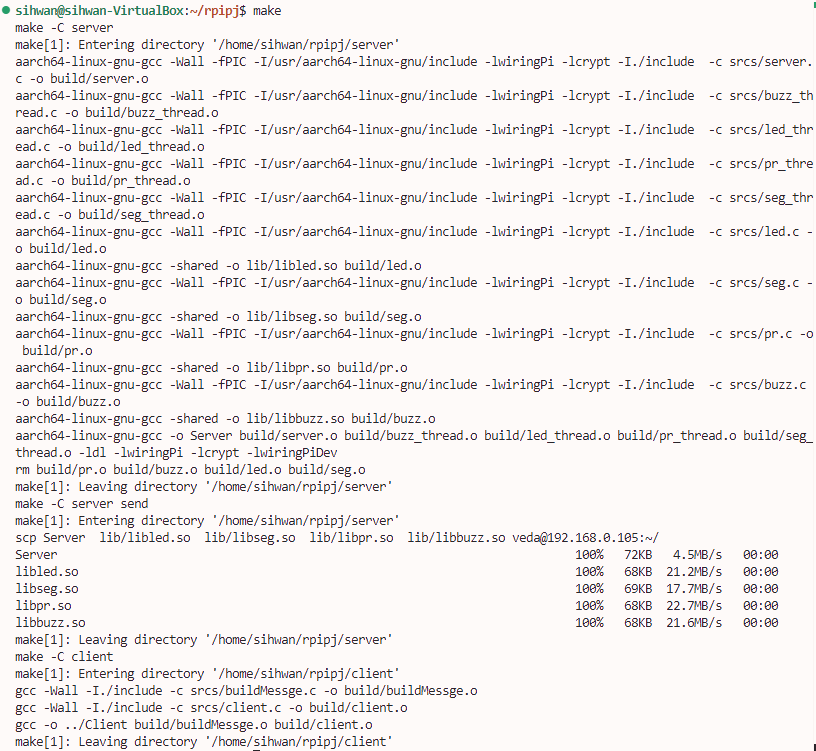 sihwan@sihwan-VirtualBox:~/rpipj$ make
make -C server
make[1]: Entering directory '/home/sihwan/rpipj/server'
aarch64-linux-gnu-gcc -Wall -fPIC -I/usr/aarch64-linux-gnu/include -lwiringPi -lcrypt -I./include  -c srcs/server.
c -o build/server.o
aarch64-linux-gnu-gcc -Wall -fPIC -I/usr/aarch64-linux-gnu/include -lwiringPi -lcrypt -I./include  -c srcs/buzz_th
read.c -o build/buzz_thread.o
aarch64-linux-gnu-gcc -Wall -fPIC -I/usr/aarch64-linux-gnu/include -lwiringPi -lcrypt -I./include  -c srcs/led_thr
ead.c -o build/led_thread.o
aarch64-linux-gnu-gcc -Wall -fPIC -I/usr/aarch64-linux-gnu/include -lwiringPi -lcrypt -I./include  -c srcs/pr_thre
ad.c -o build/pr_thread.o
aarch64-linux-gnu-gcc -Wall -fPIC -I/usr/aarch64-linux-gnu/include -lwiringPi -lcrypt -I./include  -c srcs/seg_thr
ead.c -o build/seg_thread.o
aarch64-linux-gnu-gcc -Wall -fPIC -I/usr/aarch64-linux-gnu/include -lwiringPi -lcrypt -I./include  -c srcs/led.c -
o build/led.o
aarch64-linux-gnu-gcc -shared -o lib/libled.so build/led.o
aarch64-linux-gnu-gcc -Wall -fPIC -I/usr/aarch64-linux-gnu/include -lwiringPi -lcrypt -I./include  -c srcs/seg.c -
o build/seg.o
aarch64-linux-gnu-gcc -shared -o lib/libseg.so build/seg.o
aarch64-linux-gnu-gcc -Wall -fPIC -I/usr/aarch64-linux-gnu/include -lwiringPi -lcrypt -I./include  -c srcs/pr.c -o
 build/pr.o
aarch64-linux-gnu-gcc -shared -o lib/libpr.so build/pr.o
aarch64-linux-gnu-gcc -Wall -fPIC -I/usr/aarch64-linux-gnu/include -lwiringPi -lcrypt -I./include  -c srcs/buzz.c
-o build/buzz.o
aarch64-linux-gnu-gcc -shared -o lib/libbuzz.so build/buzz.o
aarch64-linux-gnu-gcc -o Server build/server.o build/buzz_thread.o build/led_thread.o build/pr_thread.o build/seg_
thread.o -ldl -lwiringPi -lcrypt -lwiringPiDev
rm build/pr.o build/buzz.o build/led.o build/seg.o
make[1]: Leaving directory '/home/sihwan/rpipj/server'
make -C server send
make[1]: Entering directory '/home/sihwan/rpipj/server'
scp Server  lib/libled.so  lib/libseg.so  lib/libpr.so  lib/libbuzz.so veda@192.168.0.105:~/
Server 100% 72KB 4.5MB/s 00:00
libled.so 100% 68KB 21.2MB/s 00:00
libseg.so 100% 69KB 17.7MB/s 00:00
libpr.so 100% 68KB 22.7MB/s 00:00
libbuzz.so 100% 68KB 21.6MB/s 00:00
make[1]: Leaving directory '/home/sihwan/rpipj/server'
make -C client
make[1]: Entering directory '/home/sihwan/rpipj/client'
gcc -Wall -I./include -c srcs/buildMessge.c -o build/buildMessge.o
gcc -Wall -I./include -c srcs/client.c -o build/client.o
gcc -o ../Client build/buildMessge.o build/client.o
make[1]: Leaving directory '/home/sihwan/rpipj/client'